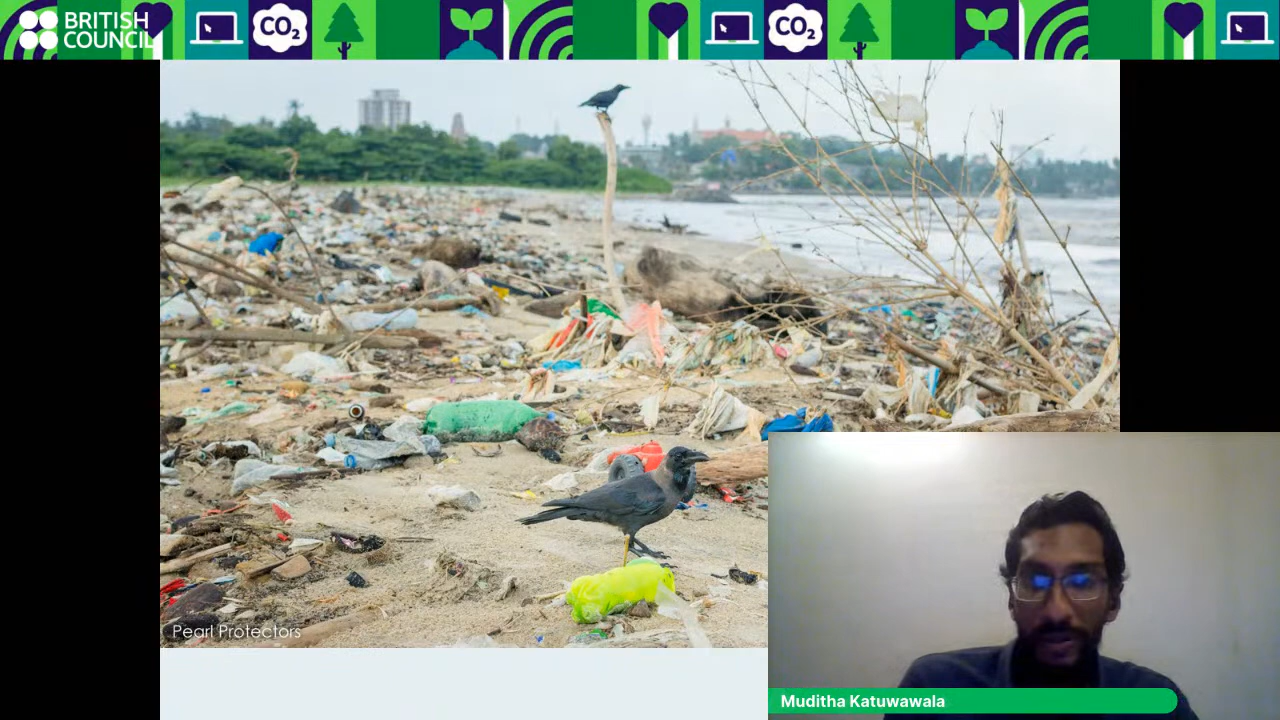 BRITISH
COUNCIL
CO₂
CO₂
Pearl Protectors
Muditha Katuwawala